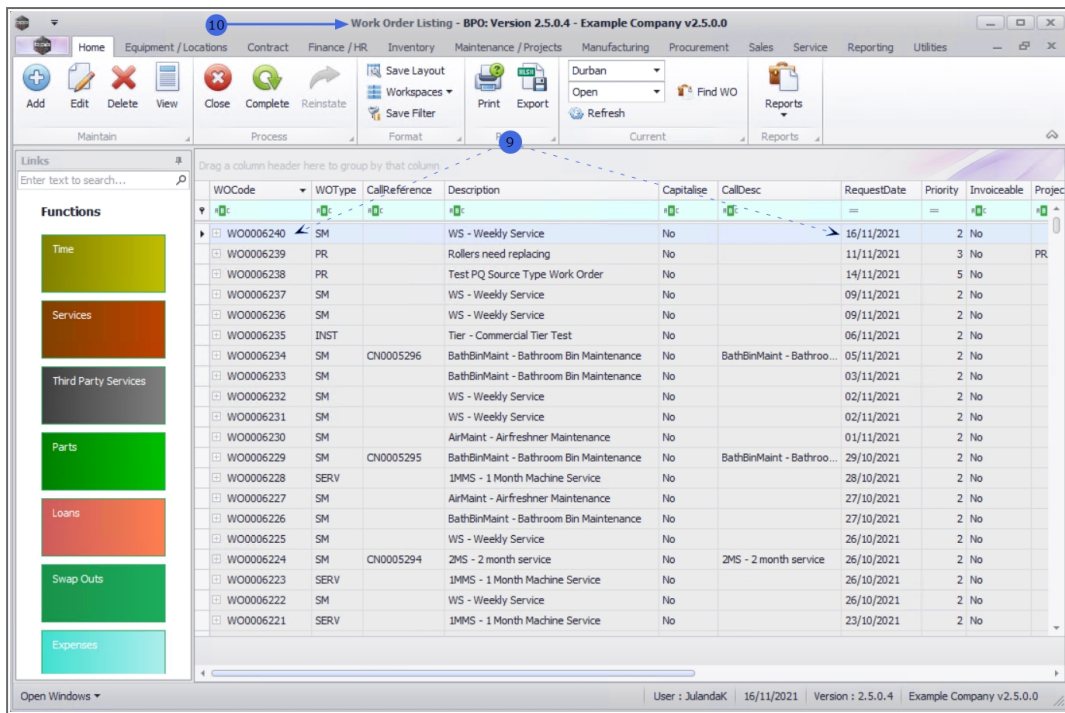 10
Work Order Listing - BPO: Version 2.5.0.4 - Example Company v2.5.0.0
Home Equipment / Locations Contract Finance / HR Inventory Maintenance / Projects Manufacturing Procurement Sales Service Reporting Utilities
Add Edit Delete View Close Complete Reinstate Save Layout Workspaces Save Filter Print Export Durban Open Refresh Find WO Reports
Maintain Process Format Current Reports
9
Links
Enter text to search...
Functions
Time
Services
Third Party Services
Parts
Loans
Swap Outs
Expenses
Drag a column header here to group by that column
WOCode WOType CallReference Description Capitalise CallDesc RequestDate Priority Invoiceable Projec
WO0006240 SM WS - Weekly Service No 16/11/2021 2 No
WO0006239 PR Rollers need replacing No 11/11/2021 3 No PR
WO0006238 PR Test PQ Source Type Work Order No 14/11/2021 5 No
WO0006237 SM WS - Weekly Service No 09/11/2021 2 No
WO0006236 SM WS - Weekly Service No 09/11/2021 2 No
WO0006235 INST Tier - Commercial Tier Test No 06/11/2021 2 No
WO0006234 SM CN0005296 BathBinMaint - Bathroom Bin Maintenance No BathBinMaint - Bathroo... 05/11/2021 2 No
WO0006233 SM BathBinMaint - Bathroom Bin Maintenance No 03/11/2021 2 No
WO0006232 SM WS - Weekly Service No 02/11/2021 2 No
WO0006231 SM WS - Weekly Service No 02/11/2021 2 No
WO0006230 SM AirMaint - Airfreshner Maintenance No 01/11/2021 2 No
WO0006229 SM CN0005295 BathBinMaint - Bathroom Bin Maintenance No BathBinMaint - Bathroo... 29/10/2021 2 No
WO0006228 SERV 1MMS - 1 Month Machine Service No 28/10/2021 2 No
WO0006227 SM AirMaint - Airfreshner Maintenance No 27/10/2021 2 No
WO0006226 SM BathBinMaint - Bathroom Bin Maintenance No 27/10/2021 2 No
WO0006225 SM WS - Weekly Service No 26/10/2021 2 No
WO0006224 SM CN0005294 2MS - 2 month service No 2MS - 2 month service 26/10/2021 2 No
WO0006223 SERV 1MMS - 1 Month Machine Service No 26/10/2021 2 No
WO0006222 SM WS - Weekly Service No 26/10/2021 2 No
WO0006221 SERV 1MMS - 1 Month Machine Service No 23/10/2021 2 No
Open Windows User : JulandaK 16/11/2021 Version : 2.5.0.4 Example Company v2.5.0.0